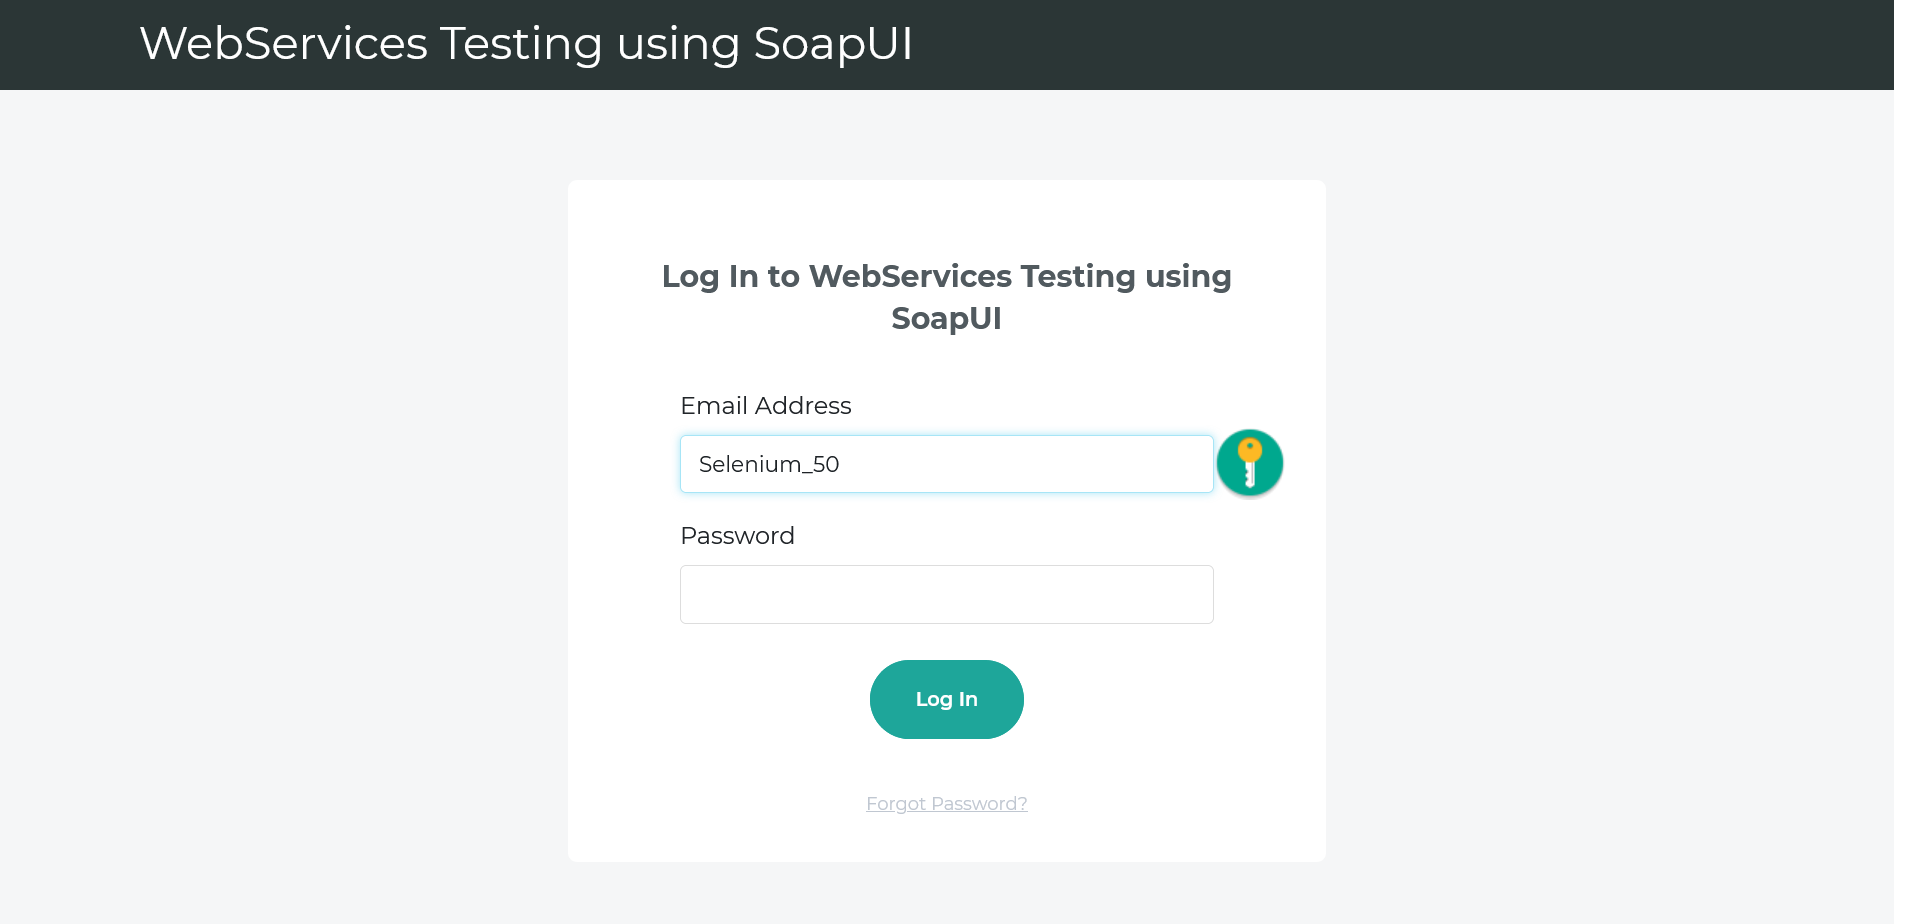 WebServices Testing using SoapUI
Log In to WebServices Testing using
SoapUI
Email Address
Selenium_50
Password
Log In
Forgot Password?